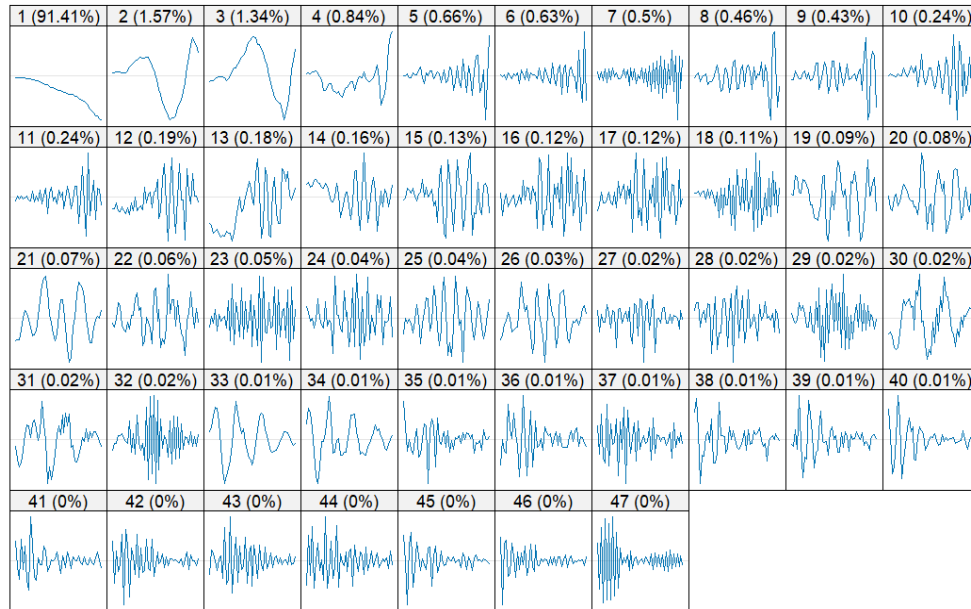 1 (91.41%) 2 (1.57%) 3 (1.34%) 4 (0.84%) 5 (0.66%) 6 (0.63%) 7 (0.5%) 8 (0.46%) 9 (0.43%) 10 (0.24%)
11 (0.24%) 12 (0.19%) 13 (0.18%) 14 (0.16%) 15 (0.13%) 16 (0.12%) 17 (0.12%) 18 (0.11%) 19 (0.09%) 20 (0.08%)
21 (0.07%) 22 (0.06%) 23 (0.05%) 24 (0.04%) 25 (0.04%) 26 (0.03%) 27 (0.02%) 28 (0.02%) 29 (0.02%) 30 (0.02%)
31 (0.02%) 32 (0.02%) 33 (0.01%) 34 (0.01%) 35 (0.01%) 36 (0.01%) 37 (0.01%) 38 (0.01%) 39 (0.01%) 40 (0.01%)
41 (0%) 42 (0%) 43 (0%) 44 (0%) 45 (0%) 46 (0%) 47 (0%)